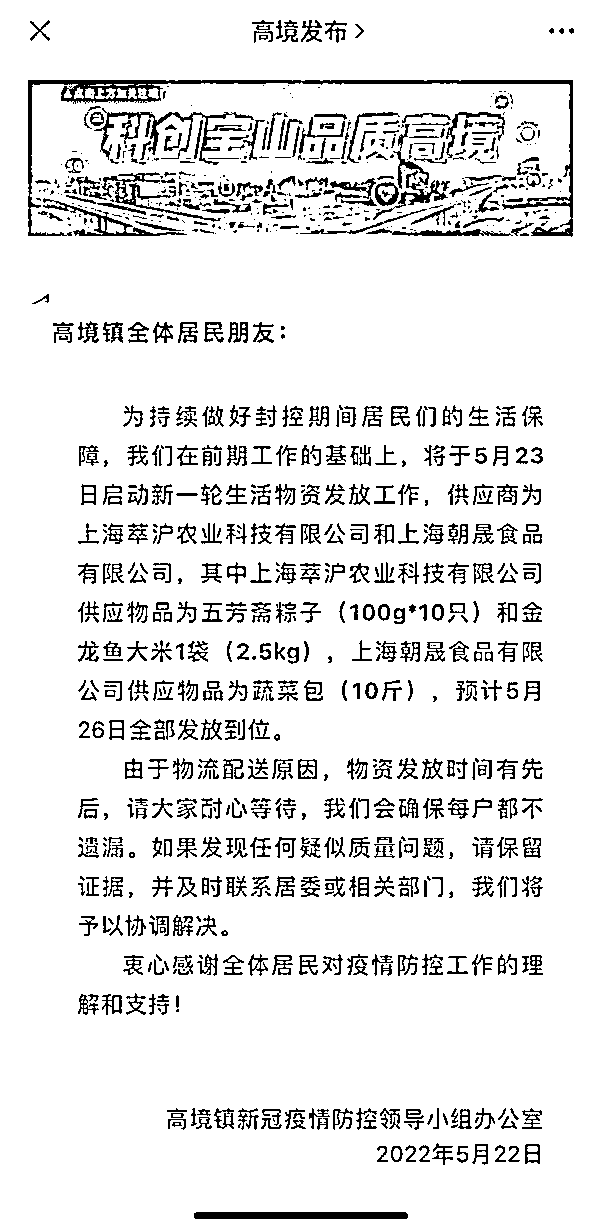 高境发布
科创宝山品质高境
高境镇全体居民朋友：
为持续做好封控期间居民们的生活保
障，我们在前期工作的基础上，将于5月23
日启动新一轮生活物资发放工作，供应商为
上海萃沪农业科技有限公司和上海朝晟食品
有限公司，其中上海萃沪农业科技有限公司
供应物品为五芳斋粽子（100g*10只）和金
龙鱼大米1袋（2.5kg），上海朝晟食品有限
公司供应物品为蔬菜包（10斤），预计5月
26日全部发放到位。
由于物流配送原因，物资发放时间有先
后，请大家耐心等待，我们会确保每户都不
遗漏。如果发现任何疑似质量问题，请保留
证据，并及时联系居委或相关部门，我们将
予以协调解决。
衷心感谢全体居民对疫情防控工作的理
解和支持！
高境镇新冠疫情防控领导小组办公室
2022年5月22日